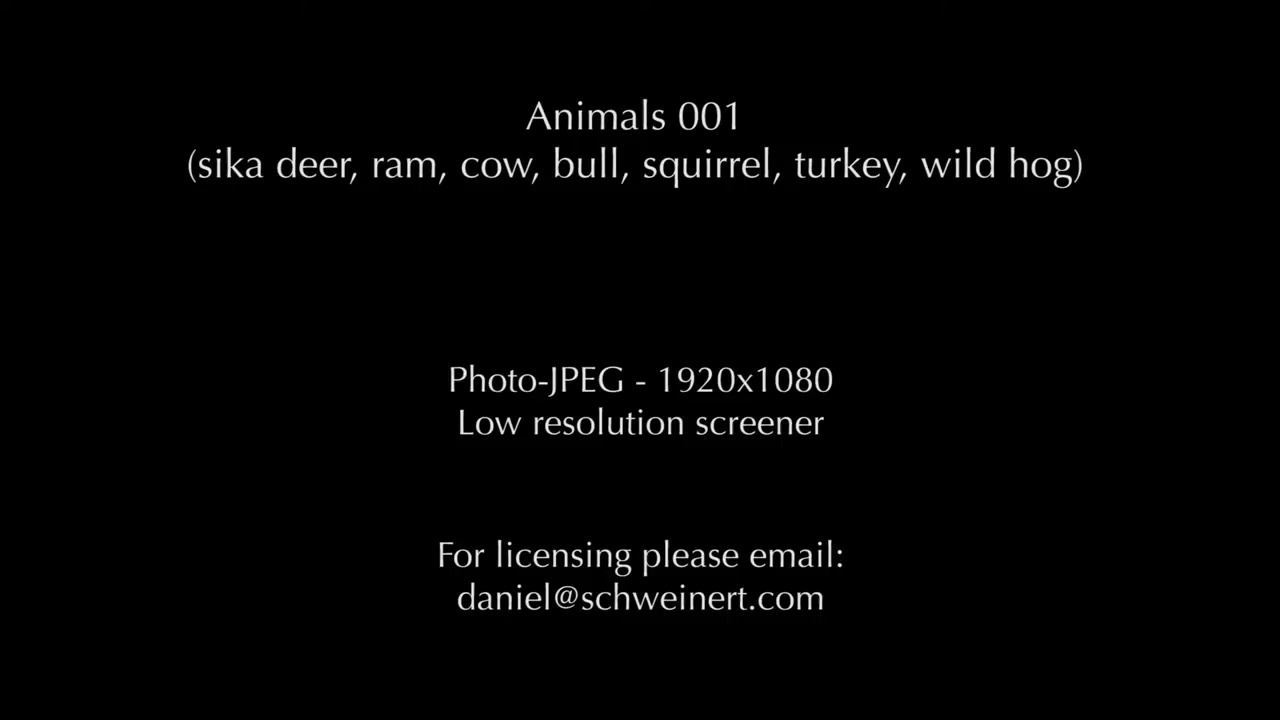 Animals 001
(sika deer, ram, cow, bull, squirrel, turkey, wild hog)
Photo-JPEG - 1920x1080
Low resolution screener
For licensing please email:
daniel@schweinert.com